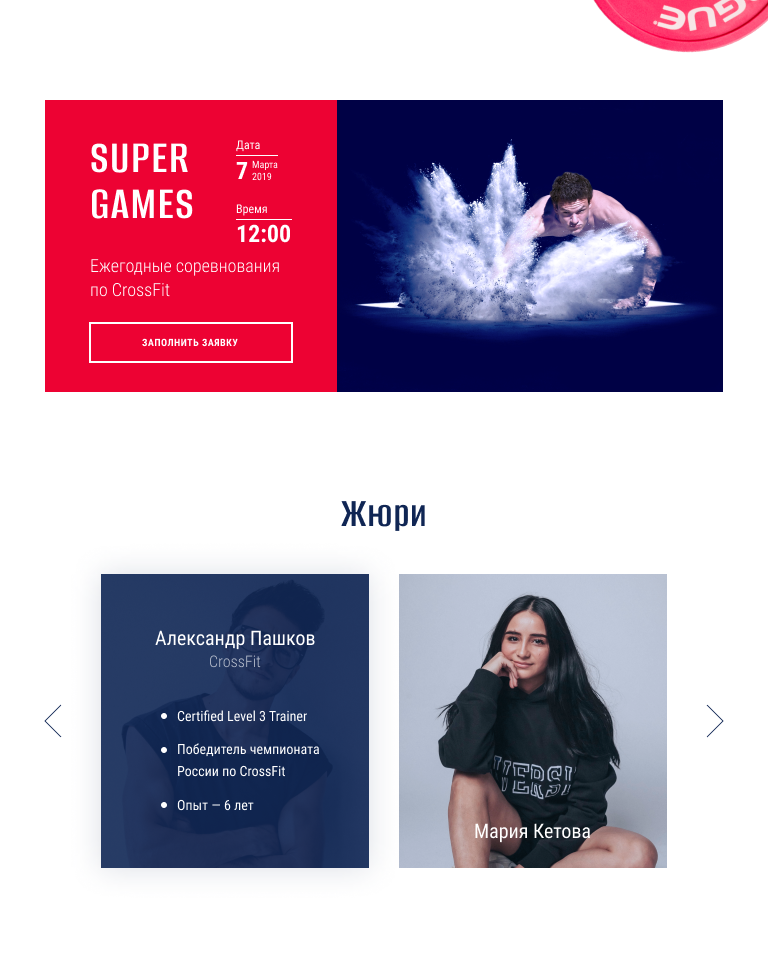 GUE
SUPER
GAMES
Дата
7 Марта
2019
Время
12:00
Ежегодные соревнования
по CrossFit
ЗАПОЛНИТЬ ЗАЯВКУ
Жюри
Александр Пашков
CrossFit
Certified Level 3 Trainer
Победитель чемпионата
России по CrossFit
Опыт — 6 лет
Мария Кетова